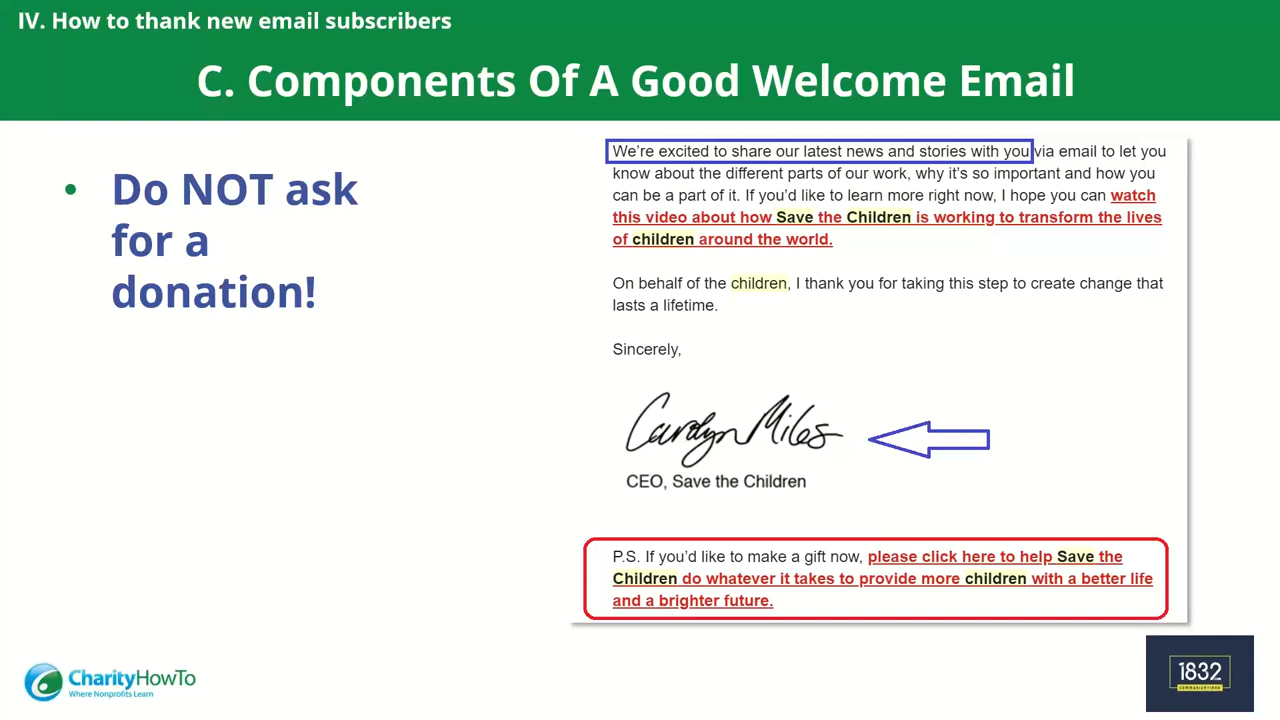 IV. How to thank new email subscribers
C. Components Of A Good Welcome Email
• Do NOT ask
for a
donation!
We’re excited to share our latest news and stories with you via email to let you
know about the different parts of our work, why it’s so important and how you
can be a part of it. If you’d like to learn more right now, I hope you can watch
this video about how Save the Children is working to transform the lives
of children around the world.
On behalf of the children, I thank you for taking this step to create change that
lasts a lifetime.
Sincerely,
Carolyn Miles
CEO, Save the Children
P.S. If you’d like to make a gift now, please click here to help Save the
Children do whatever it takes to provide more children with a better life
and a brighter future.
CharityHowTo
Where Nonprofits Learn
1832
COMMUNICATIONS